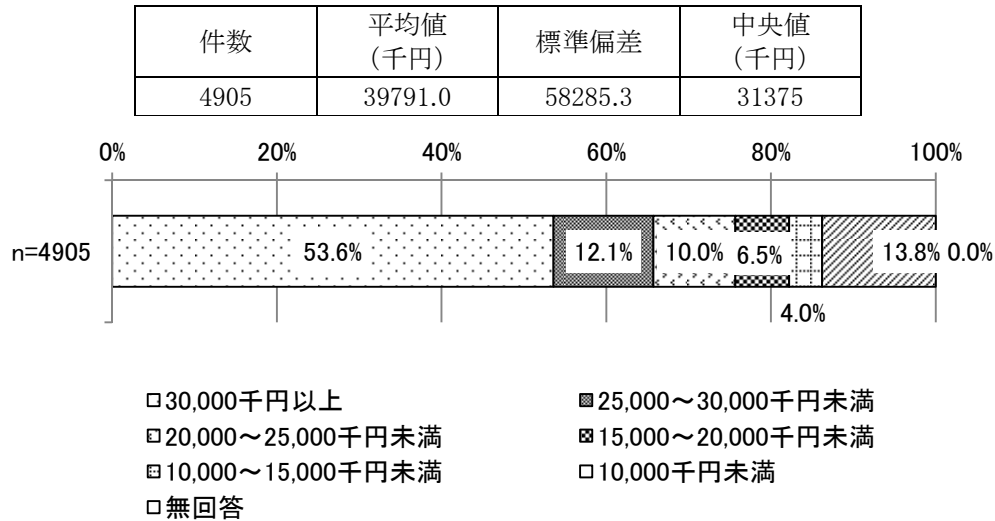 件数 平均値（千円） 標準偏差 中央値（千円）
4905 39791.0 58285.3 31375
0% 20% 40% 60% 80% 100%
n=4905 53.6% 12.1% 10.0% 6.5% 13.8% 0.0%
4.0%
30,000千円以上 25,000～30,000千円未満
20,000～25,000千円未満 15,000～20,000千円未満
10,000～15,000千円未満 10,000千円未満
無回答